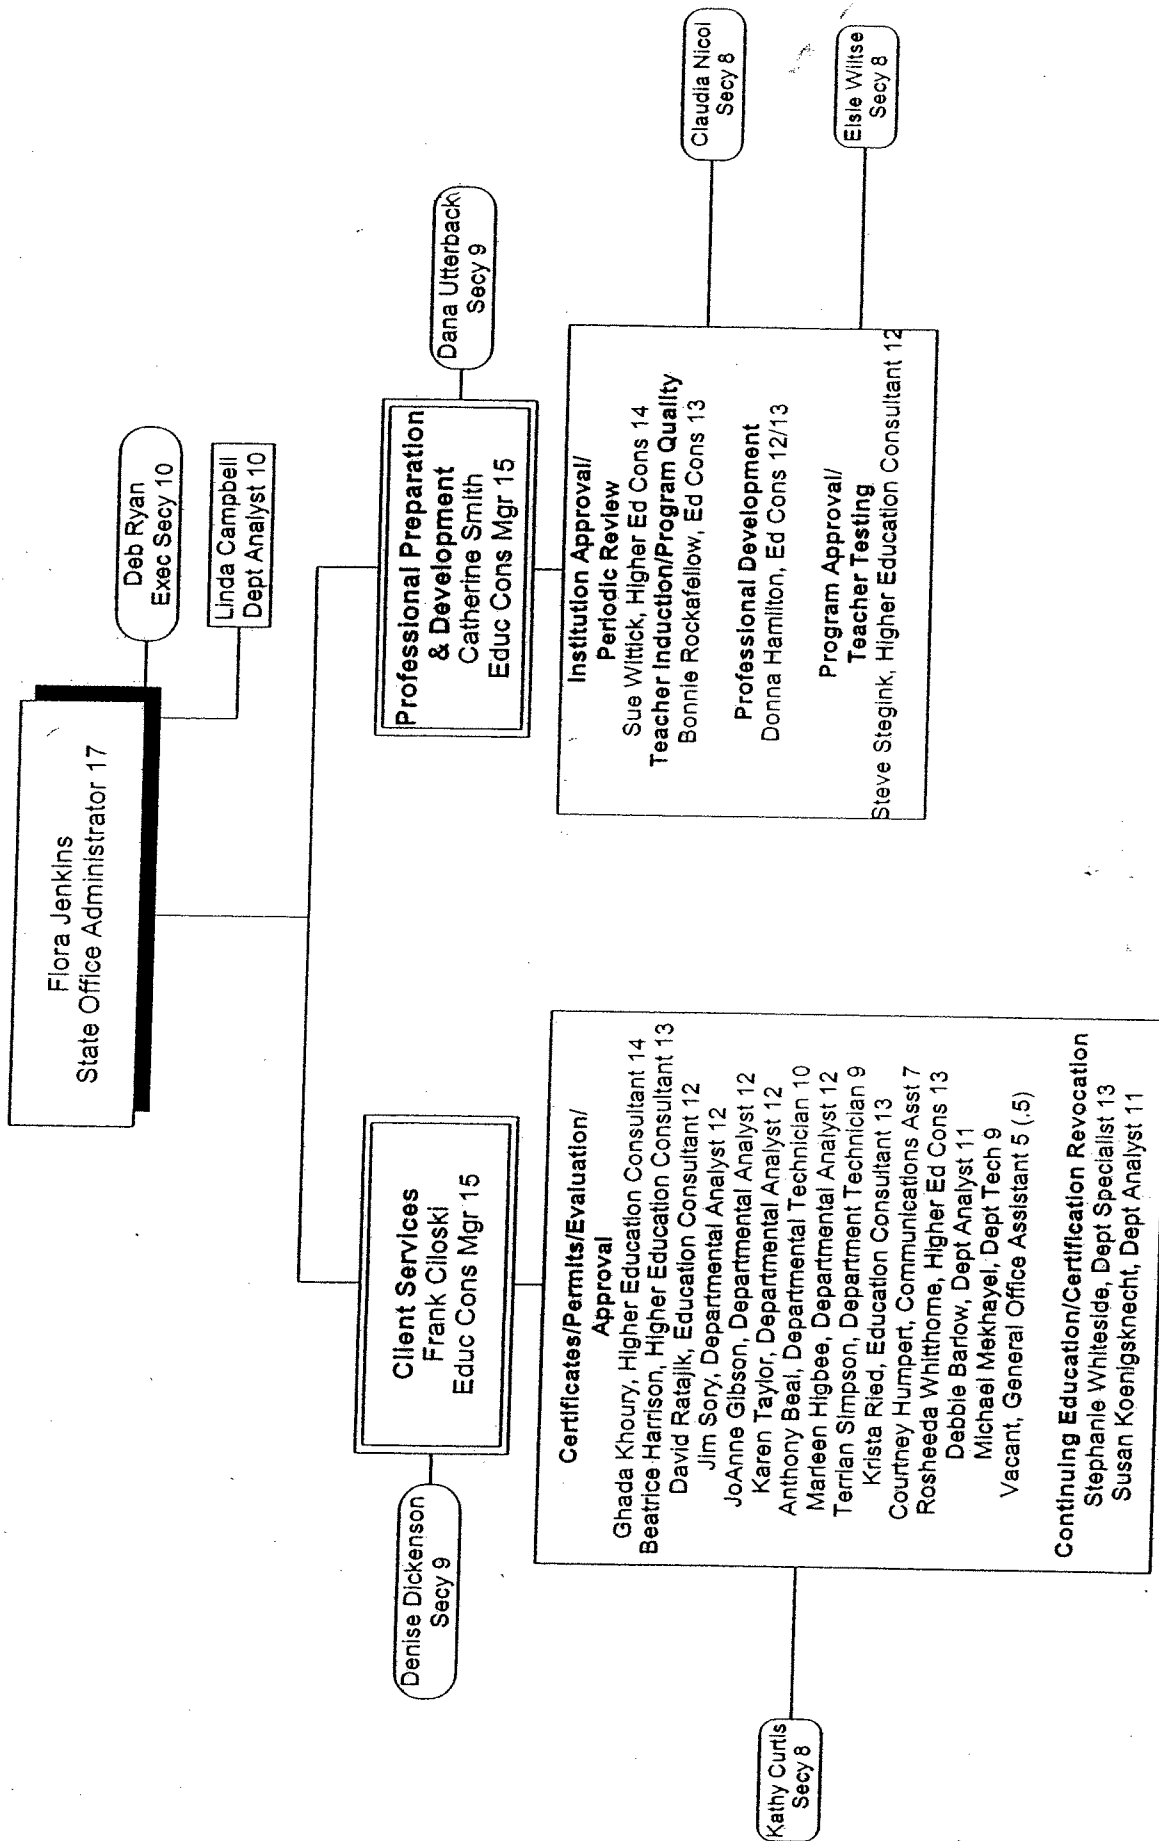 Flora Jenkins
State Office Administrator 17
Deb Ryan
Exec Secy 10
Linda Campbell
Dept Analyst 10
Client Services
Frank Ciloski
Educ Cons Mgr 15
Denise Dickenson
Secy 9
Professional Preparation
& Development
Catherine Smith
Educ Cons Mgr 15
Dana Utterback
Secy 9
Certificates/Permits/Evaluation/
Approval
Ghada Khoury, Higher Education Consultant 14
Beatrice Harrison, Higher Education Consultant 13
David Ratajik, Education Consultant 12
Jim Sory, Departmental Analyst 12
JoAnne Gibson, Departmental Analyst 12
Karen Taylor, Departmental Analyst 12
Anthony Beal, Departmental Technician 10
Marleen Higbee, Departmental Analyst 12
Terrian Simpson, Department Technician 9
Krista Ried, Education Consultant 13
Courtney Humpert, Communications Asst 7
Rosheeda Whitthorne, Higher Ed Cons 13
Debbie Barlow, Dept Analyst 11
Michael Mekhayel, Dept Tech 9
Vacant, General Office Assistant 5 (.5)
Continuing Education/Certification Revocation
Stephanie Whiteside, Dept Specialist 13
Susan Koenigsknecht, Dept Analyst 11
Kathy Curtis
Secy 8
Institution Approval/
Periodic Review
Sue Wittick, Higher Ed Cons 14
Teacher Induction/Program Quality
Bonnie Rockafellow, Ed Cons 13
Professional Development
Donna Hamilton, Ed Cons 12/13
Program Approval/
Teacher Testing
Steve Stegink, Higher Education Consultant 12
Claudia Nicol
Secy 8
Elsie Wiltse
Secy 8